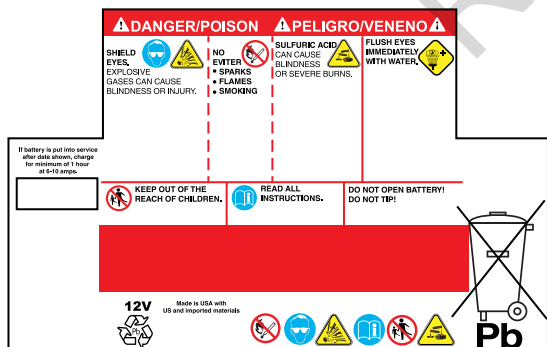 DANGER/POISON
PELIGRO/VENENO
SHIELD
EYES.
EXPLOSIVE
GASES CAN CAUSE
BLINDNESS OR INJURY.
NO
EVITER
• SPARKS
• FLAMES
• SMOKING
SULFURIC ACID
CAN CAUSE
BLINDNESS
OR SEVERE BURNS.
FLUSH EYES
IMMEDIATELY
WITH WATER.
If battery is put into service
after date shown, charge
for minimum of 1 hour
at 6-10 amps.
KEEP OUT OF THE
REACH OF CHILDREN.
READ ALL
INSTRUCTIONS.
DO NOT OPEN BATTERY!
DO NOT TIP!
12V
Pb
Made is USA with
US and imported materials
Pb